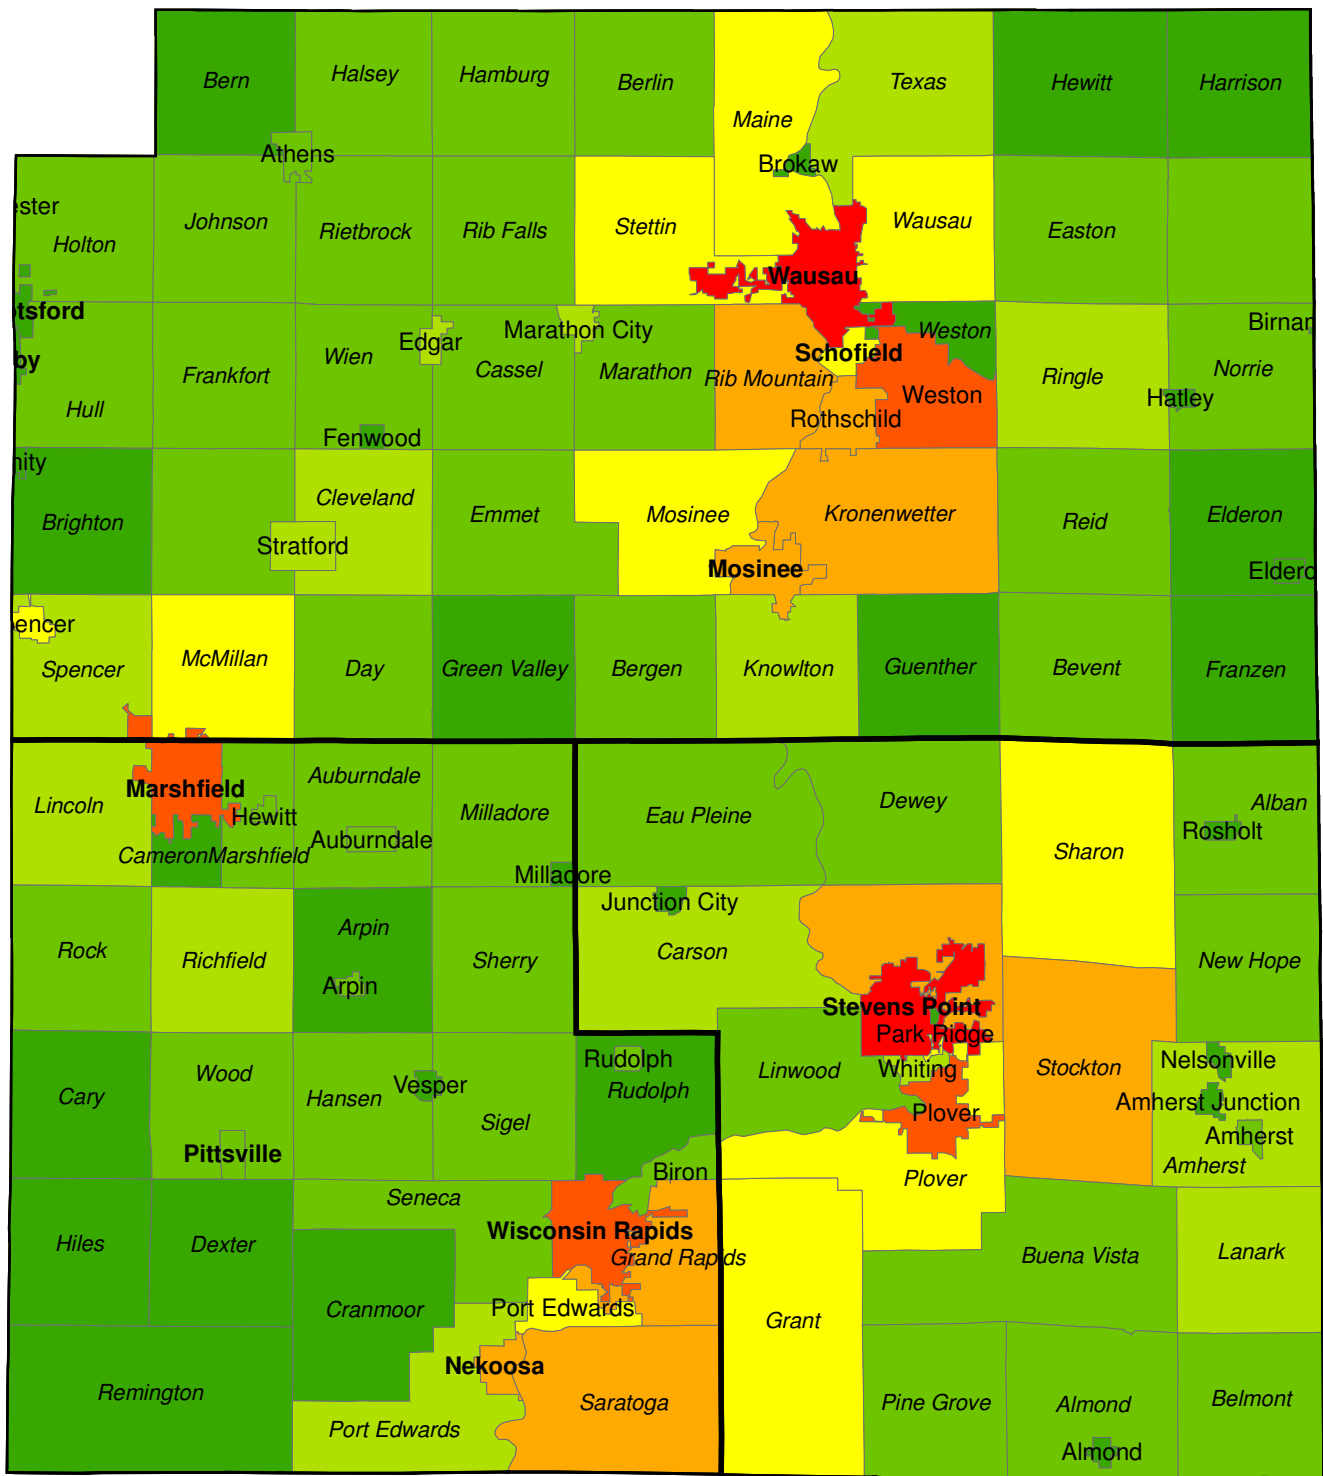 Bern
Halsey
Hamburg
Berlin
Maine
Texas
Hewitt
Harrison
Athens
Brokaw
ester
Holton
Johnson
Rietbrock
Rib Falls
Stettin
Wausau
Easton
Wausau
otsford
Edgar
Marathon City
Weston
Birnar
by
Wien
Cassel
Marathon
Schofield
Frankfort
Rib Mountain
Ringle
Norrie
Hull
Weston
Hatley
Fenwood
Rothschild
nity
Brighton
Cleveland
Emmet
Mosinee
Kronenwetter
Reid
Elderon
Stratford
Mosinee
Eldero
encer
Spencer
McMillan
Day
Green Valley
Bergen
Knowlton
Guenther
Bevent
Franzen
Lincoln
Marshfield
Auburndale
Milladore
Eau Pleine
Dewey
Alban
Hewitt
Auburndale
Rosholt
Cameron
Marshfield
Sharon
Milladore
Junction City
Rock
Richfield
Arpin
Sherry
Carson
New Hope
Arpin
Stevens Point
Park Ridge
Cary
Wood
Hansen
Vesper
Rudolph
Rudolph
Linwood
Whiting
Stockton
Nelsonville
Sigel
Plover
Amherst Junction
Pittsville
Amherst
Biron
Plover
Amherst
Seneca
Wisconsin Rapids
Hiles
Dexter
Grand Rapids
Buena Vista
Lanark
Cranmoor
Port Edwards
Grant
Nekoosa
Remington
Saratoga
Pine Grove
Almond
Belmont
Port Edwards
Almond